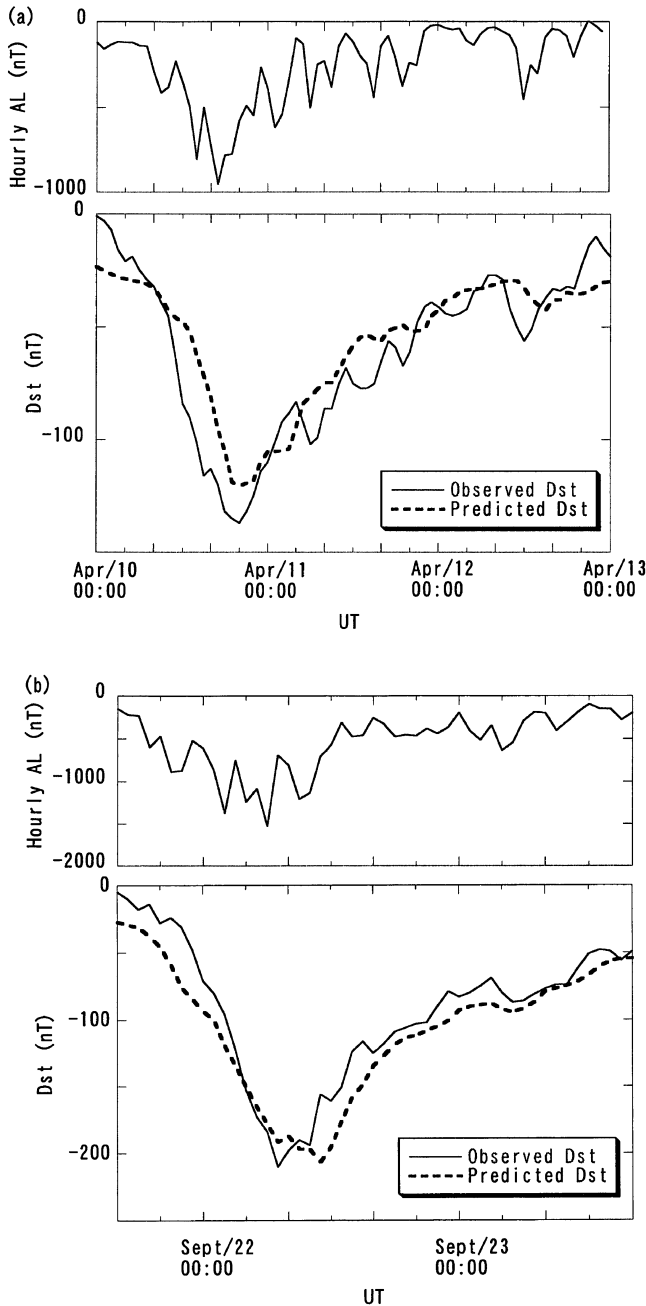 (a)
Hourly AL (nT)
0
-1000
0
Dst (nT)
-100
Observed Dst
Predicted Dst
Apr/10 Apr/11 Apr/12 Apr/13
00:00 00:00 00:00 00:00
UT
(b)
Hourly AL (nT)
0
-1000
-2000
0
Dst (nT)
-100
-200
Observed Dst
Predicted Dst
Sept/22 Sept/23
00:00 00:00
UT